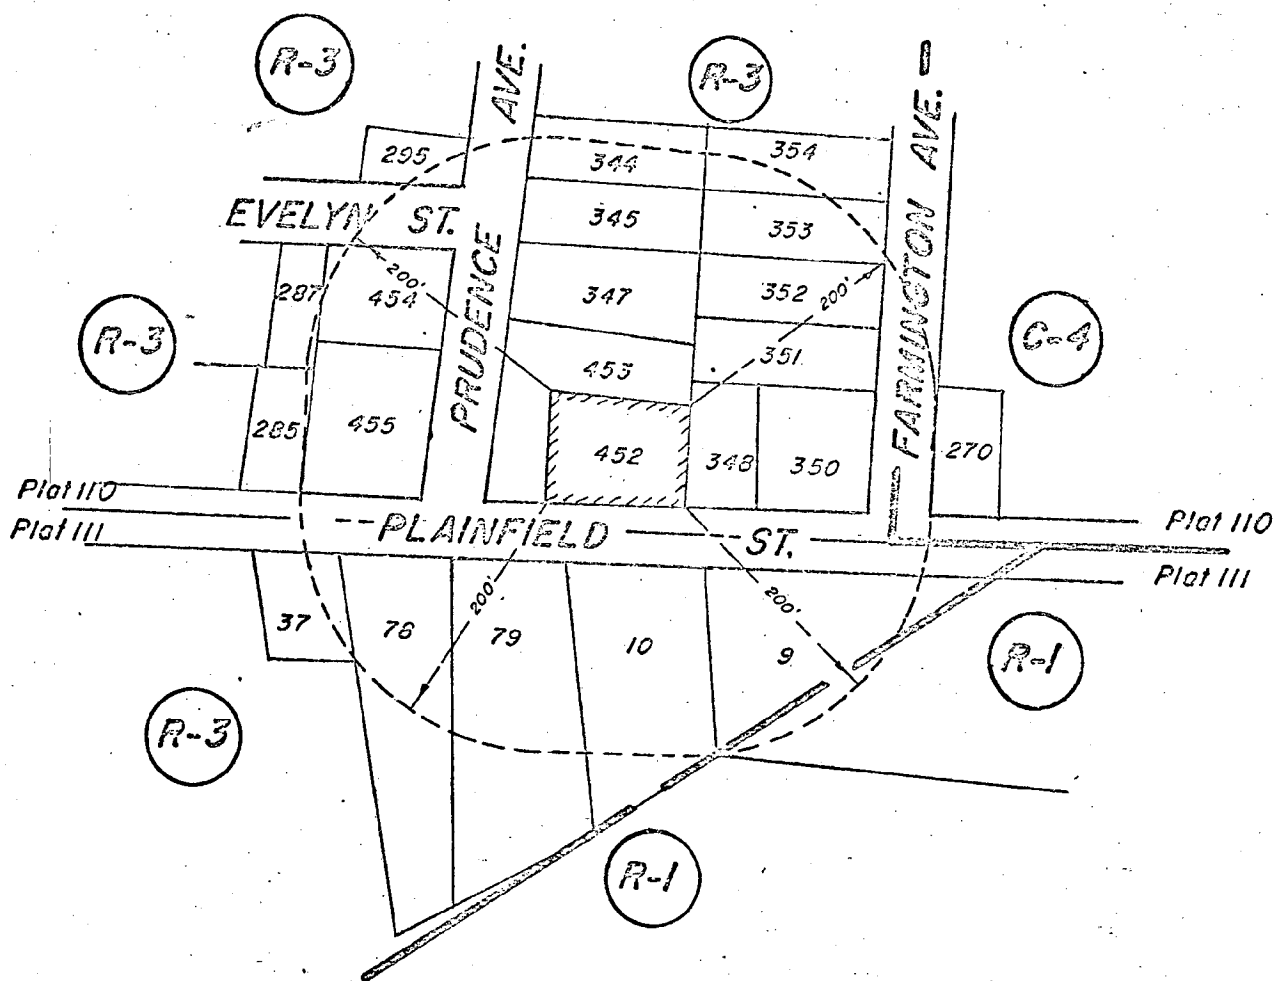 R-3
R-3
PRUDENCE AVE.
FARMINGTON AVE.
295
344
354
EVELYN ST.
345
353
200'
200'
287
454
347
352
R-3
C-4
453
351
285
455
452
348
350
270
Plat 110
Plat 110
PLAINFIELD ST.
Plat 111
Plat 111
200'
200'
37
78
79
10
9
R-1
R-3
R-1